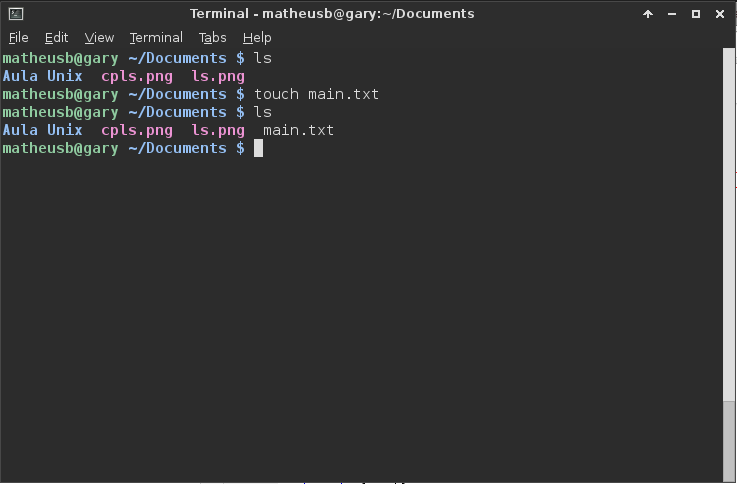 Terminal - matheusb@gary:~/Documents
File Edit View Terminal Tabs Help
matheusb@gary ~/Documents $ ls
Aula Unix  cpls.png  ls.png
matheusb@gary ~/Documents $ touch main.txt
matheusb@gary ~/Documents $ ls
Aula Unix  cpls.png  ls.png  main.txt
matheusb@gary ~/Documents $